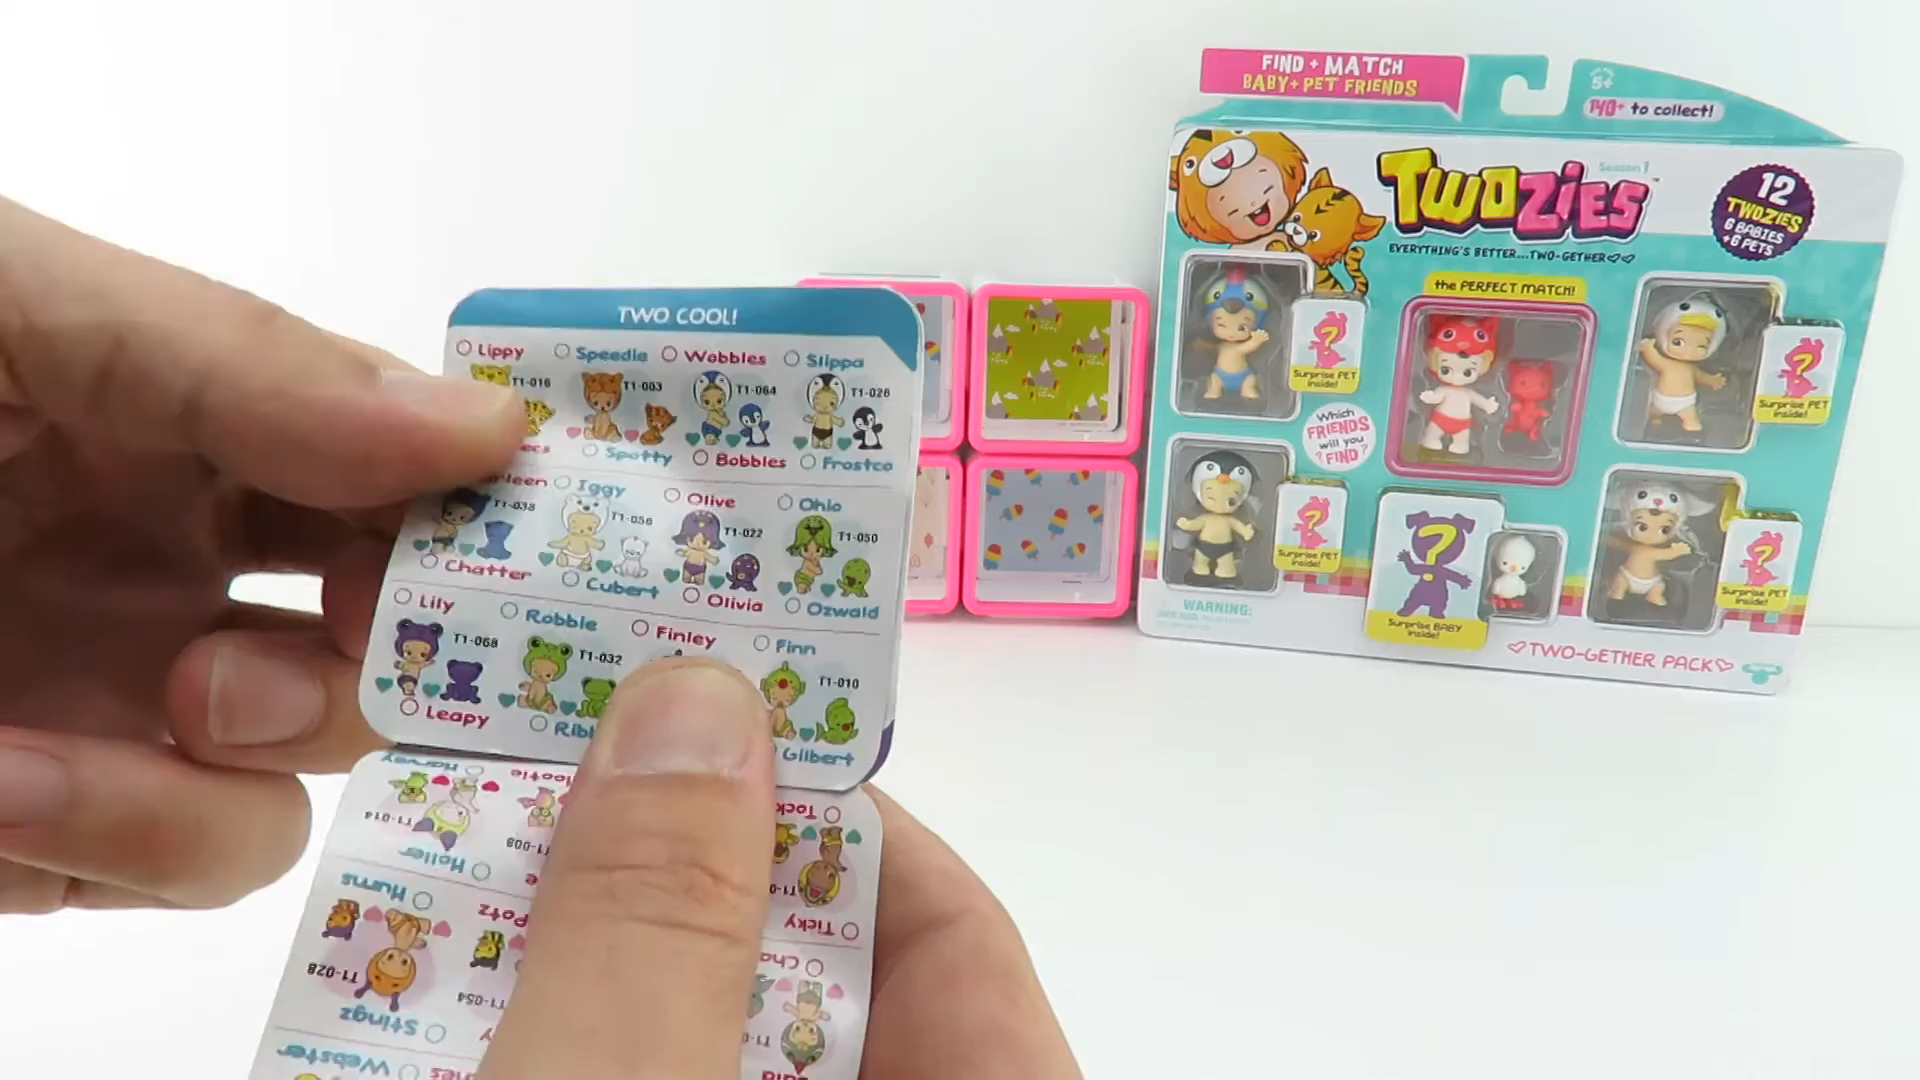 FIND + MATCH
BABY + PET FRIENDS
5+
140+ to collect!
Season 1
TWOZIES
EVERYTHING'S BETTER...TWO-GETHER
12
TWOZIES
6 BABIES
+6 PETS
the PERFECT MATCH!
Surprise PET
inside!
Surprise PET
inside!
Which
FRIENDS
will you
FIND?
Surprise PET
inside!
Surprise PET
inside!
Surprise BABY
inside!
WARNING:
TWO-GETHER PACK
TWO COOL!
Lippy Speedie Wobbles Slippa
T1-016 T1-003 T1-064 T1-026
Spotty Bobbles Frostco
Iggy Olive Ohio
T1-038 T1-056 T1-022 T1-050
Chatter Cubert Olivia Ozwald
Lily Robbie Finley Finn
T1-068 T1-032 T1-010
Leapy Gilbert
Harvey
T1-014
T1-008
Holler
Ticky
Hums
T1-028
T1-054
Stingz
Webster